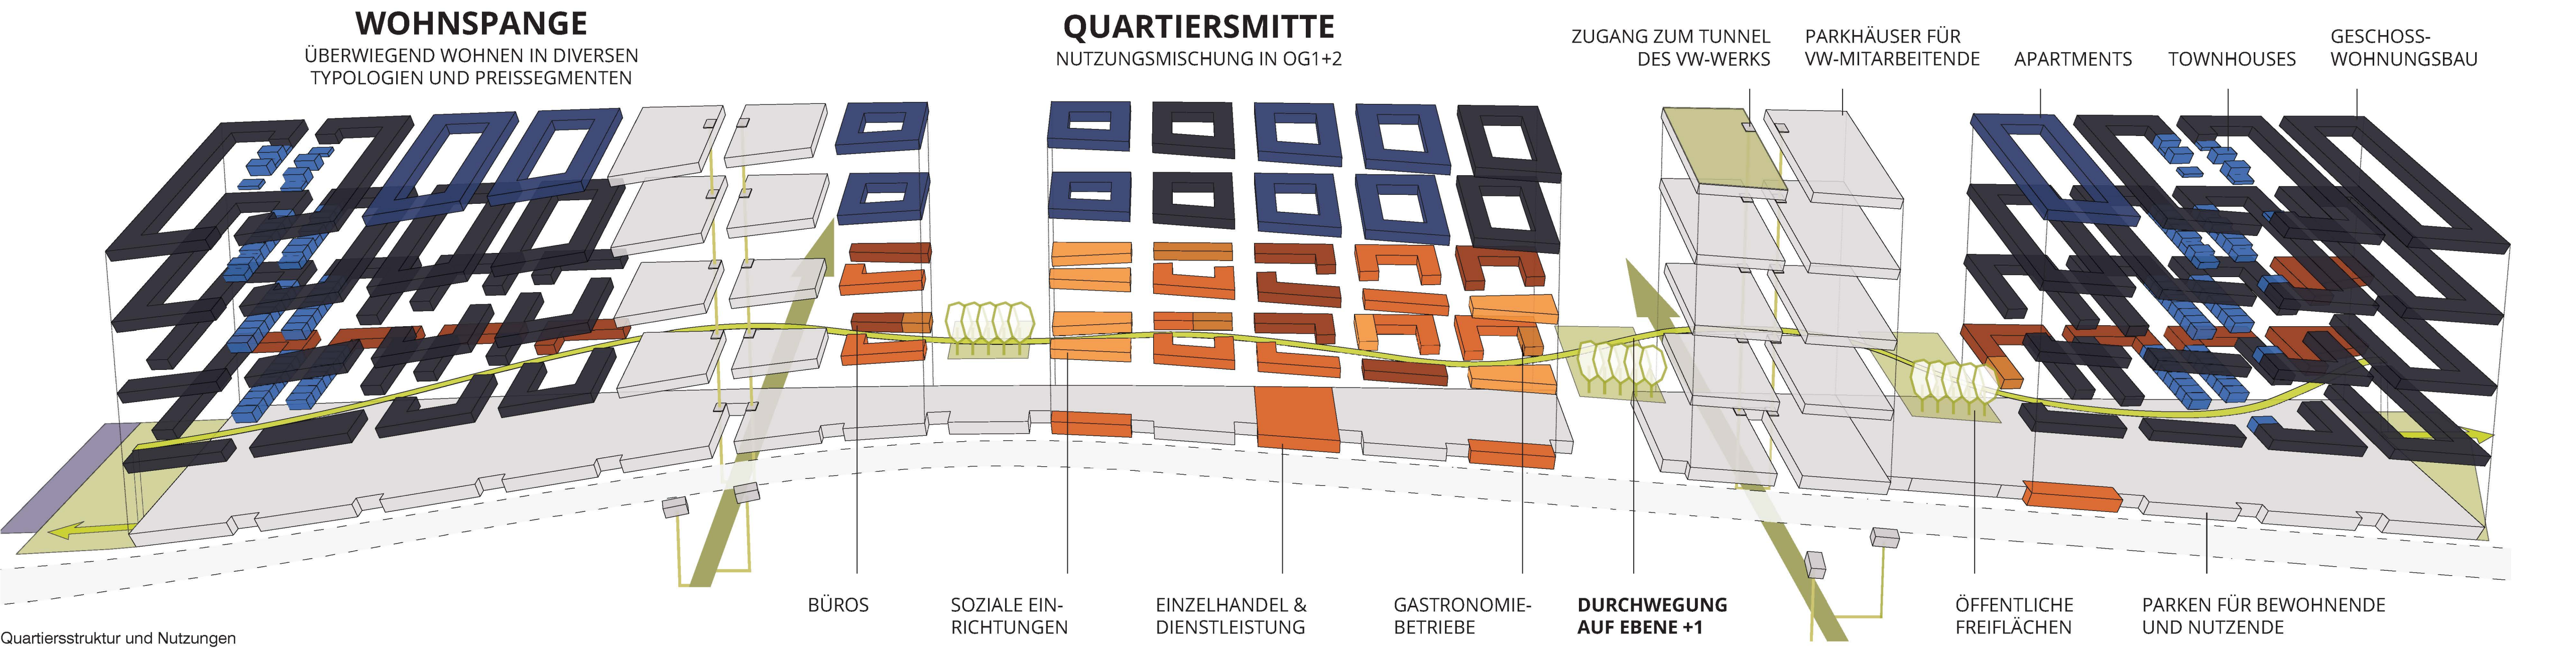 WOHNSPANGE
ÜBERWIEGEND WOHNEN IN DIVERSEN
TYPOLOGIEN UND PREISSEGMENTEN
QUARTIERSMITTE
NUTZUNGSMISCHUNG IN OG1+2
ZUGANG ZUM TUNNEL
DES VW-WERKS
PARKHÄUSER FÜR
VW-MITARBEITENDE
APARTMENTS
TOWNHOUSES
GESCHOSS-
WOHNUNGSBAU
BÜROS
SOZIALE EIN-
RICHTUNGEN
EINZELHANDEL &
DIENSTLEISTUNG
GASTRONOMIE-
BETRIEBE
DURCHWEGUNG
AUF EBENE +1
ÖFFENTLICHE
FREIFLÄCHEN
PARKEN FÜR BEWOHNENDE
UND NUTZENDE
Quartiersstruktur und Nutzungen